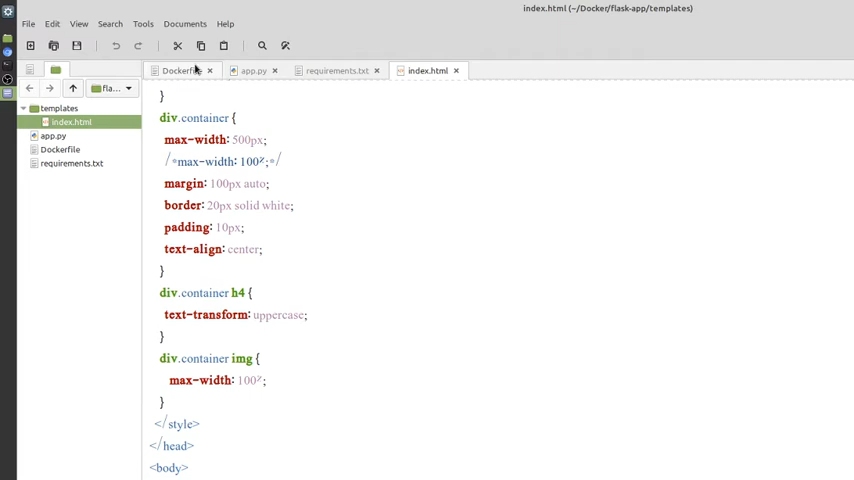 index.html (~/Docker/flask-app/templates)
File Edit View Search Tools Documents Help
app.py requirements.txt index.html
fla...
templates
index.html
app.py
Dockerfile
requirements.txt
}
div.container {
max-width: 500px;
/*max-width: 100%;*/
margin: 100px auto;
border: 20px solid white;
padding: 10px;
text-align: center;
}
div.container h4 {
text-transform: uppercase;
}
div.container img {
max-width: 100%;
}
</style>
</head>
<body>